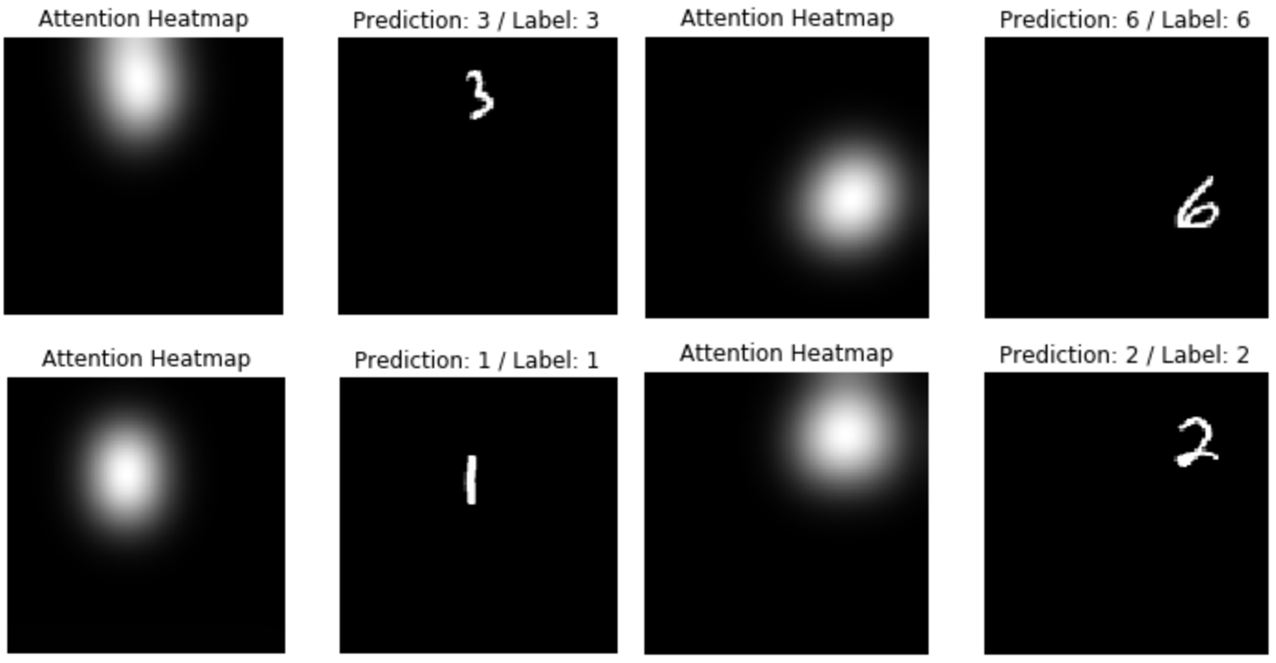 Attention Heatmap
Prediction: 3 / Label: 3
Attention Heatmap
Prediction: 6 / Label: 6
3
6
Attention Heatmap
Prediction: 1 / Label: 1
Attention Heatmap
Prediction: 2 / Label: 2
1
2